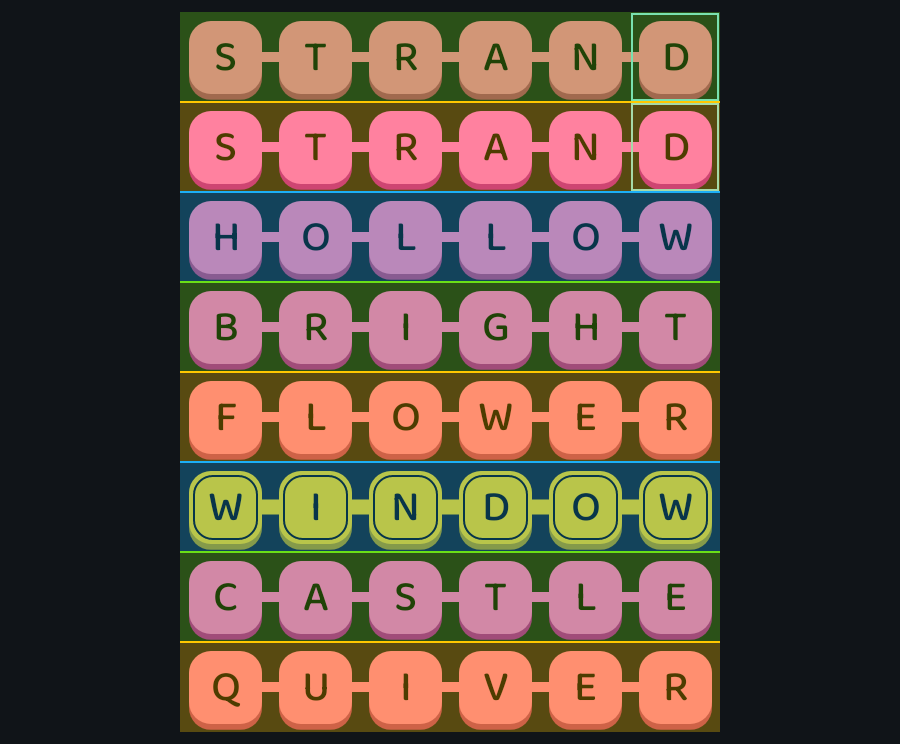 STRAND
STRAND
HOLLOW
BRIGHT
FLOWER
WINDOW
CASTLE
QUIVER